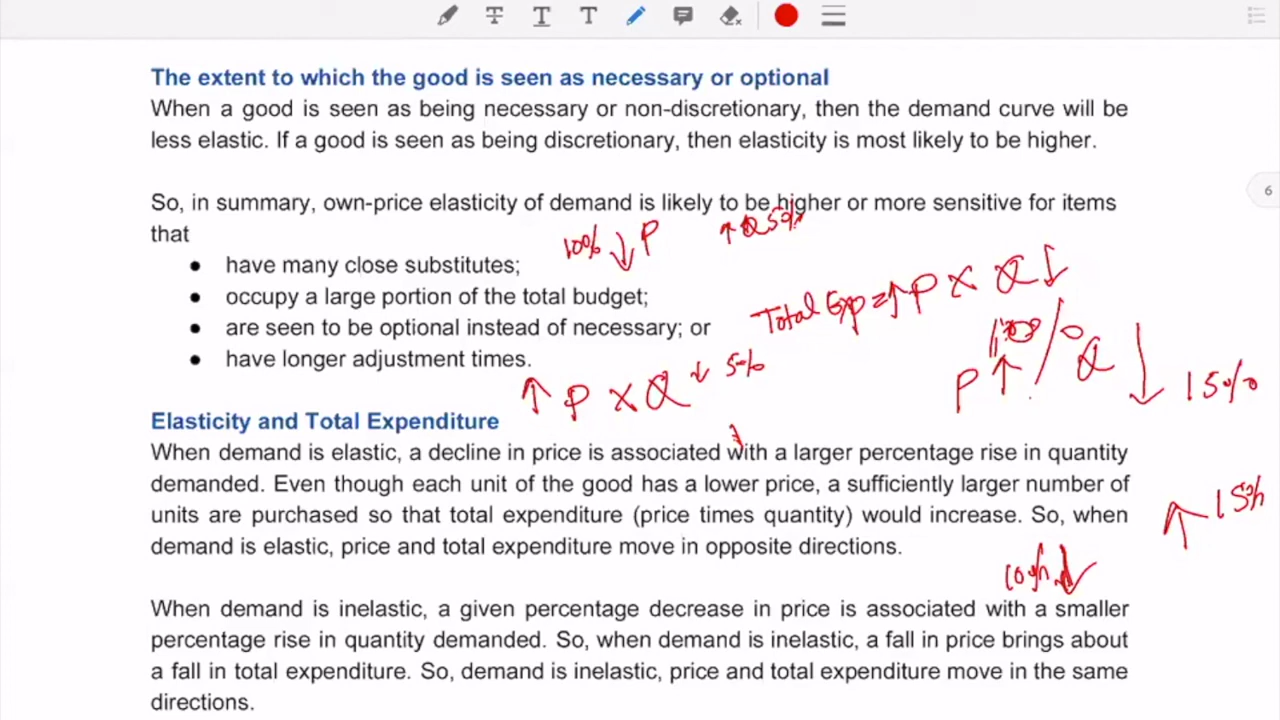 The extent to which the good is seen as necessary or optional
When a good is seen as being necessary or non-discretionary, then the demand curve will be
less elastic. If a good is seen as being discretionary, then elasticity is most likely to be higher.
6
So, in summary, own-price elasticity of demand is likely to be higher or more sensitive for items
that
10% ↓ P ↑ Q 5%
• have many close substitutes;
• occupy a large portion of the total budget;
Total Exp = ↑ P × Q ↓
• are seen to be optional instead of necessary; or
• have longer adjustment times.
P ↑ 10% Q ↓ 15%
↑ P × Q ↓ 5%
Elasticity and Total Expenditure
When demand is elastic, a decline in price is associated with a larger percentage rise in quantity
demanded. Even though each unit of the good has a lower price, a sufficiently larger number of
units are purchased so that total expenditure (price times quantity) would increase. So, when
demand is elastic, price and total expenditure move in opposite directions.
↑ 15%
10% ↓
When demand is inelastic, a given percentage decrease in price is associated with a smaller
percentage rise in quantity demanded. So, when demand is inelastic, a fall in price brings about
a fall in total expenditure. So, demand is inelastic, price and total expenditure move in the same
directions.